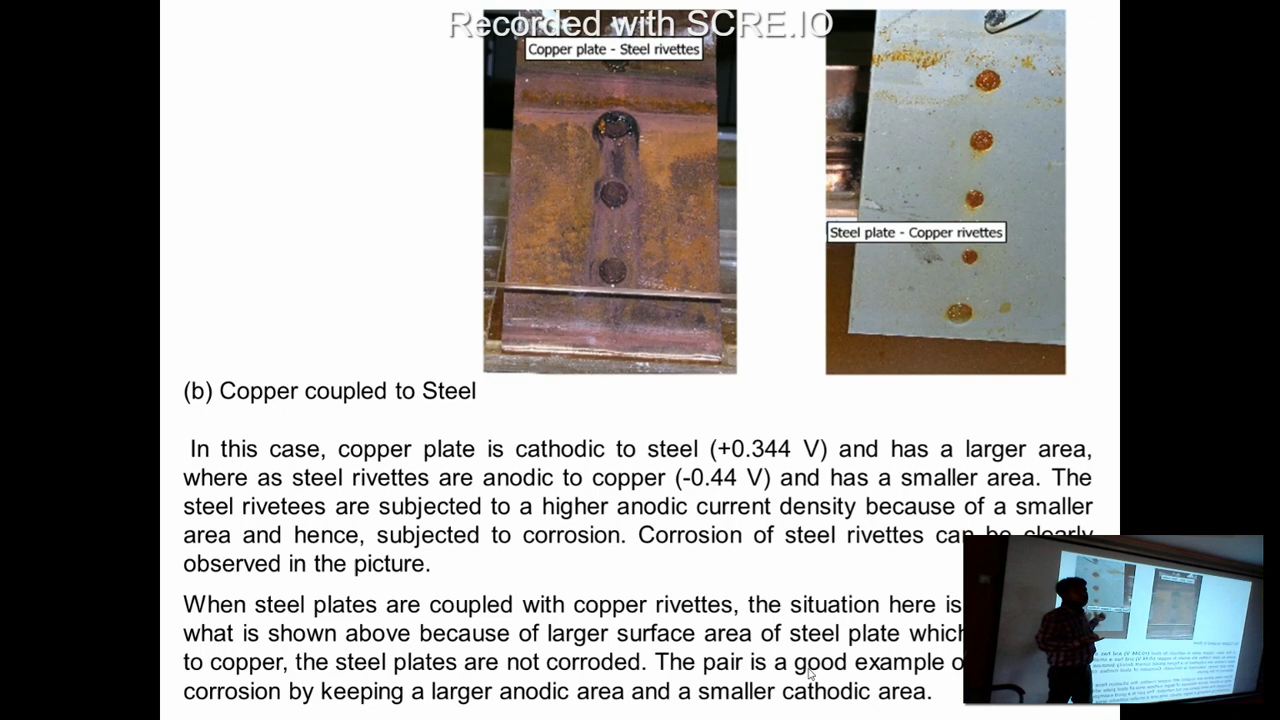 Recorded with SCRE.IO
Copper plate - Steel rivettes
Steel plate - Copper rivettes
(b) Copper coupled to Steel
In this case, copper plate is cathodic to steel (+0.344 V) and has a larger area,
where as steel rivettes are anodic to copper (-0.44 V) and has a smaller area. The
steel rivetees are subjected to a higher anodic current density because of a smaller
area and hence, subjected to corrosion. Corrosion of steel rivettes can be clearly
observed in the picture.
When steel plates are coupled with copper rivettes, the situation here is
what is shown above because of larger surface area of steel plate which
to copper, the steel plate are not corroded. The pair is a good example
corrosion by keeping a larger anodic area and a smaller cathodic area.